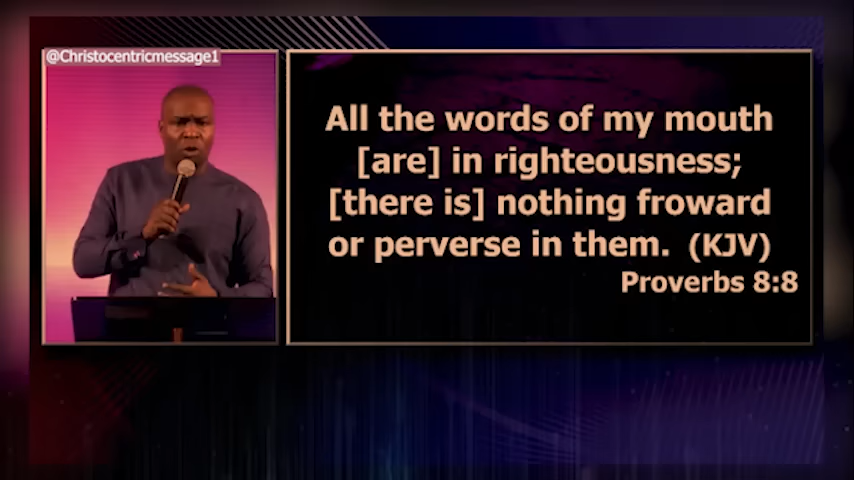 @Christocentricmessage1
All the words of my mouth
[are] in righteousness;
[there is] nothing froward
or perverse in them. (KJV)
Proverbs 8:8